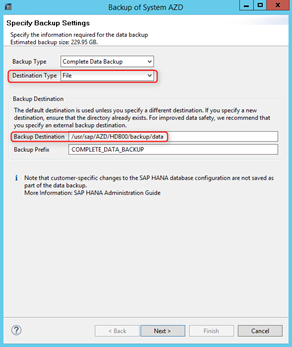 Backup of System AZD
Specify Backup Settings
Specify the information required for the data backup
Estimated backup size: 229.95 GB.
Backup Type Complete Data Backup
Destination Type File
Backup Destination
The default destination is used unless you specify a different destination. If you specify a new
destination, ensure that the directory already exists. For improved data safety, we recommend that
you specify an external backup destination.
Backup Destination /usr/sap/AZD/HDB00/backup/data
Backup Prefix COMPLETE_DATA_BACKUP
Note that customer-specific changes to the SAP HANA database configuration are not saved as
part of the data backup.
More Information: SAP HANA Administration Guide
< Back Next > Finish Cancel